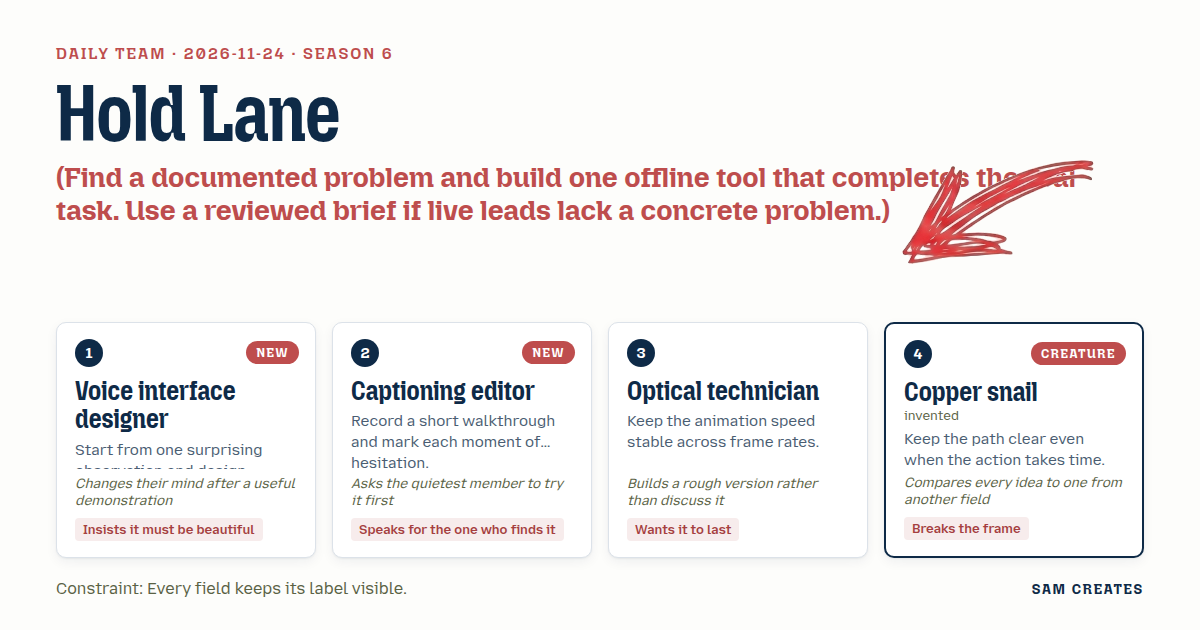 DAILY TEAM · 2026-11-24 · SEASON 6
Hold Lane
(Find a documented problem and build one offline tool that completes
task. Use a reviewed brief if live leads lack a concrete problem.)
1
NEW
Voice interface
designer
Start from one surprising
Changes their mind after a useful
demonstration
Insists it must be beautiful
2
NEW
Captioning editor
Record a short walkthrough
and mark each moment of…
hesitation.
Asks the quietest member to try
it first
Speaks for the one who finds it
3
Optical technician
Keep the animation speed
stable across frame rates.
Builds a rough version rather
than discuss it
Wants it to last
4
CREATURE
Copper snail
invented
Keep the path clear even
when the action takes time.
Compares every idea to one from
another field
Breaks the frame
Constraint: Every field keeps its label visible.
SAM CREATES